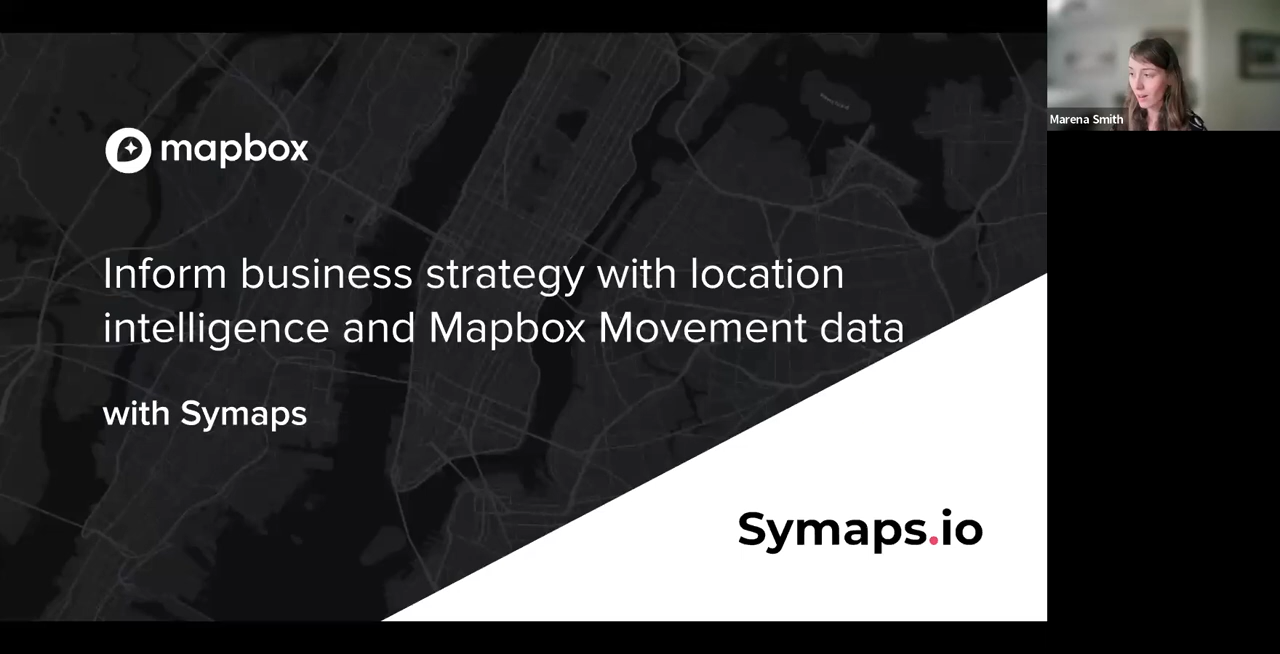 mapbox
Inform business strategy with location
intelligence and Mapbox Movement data
with Symaps
Symaps.io
Marena Smith